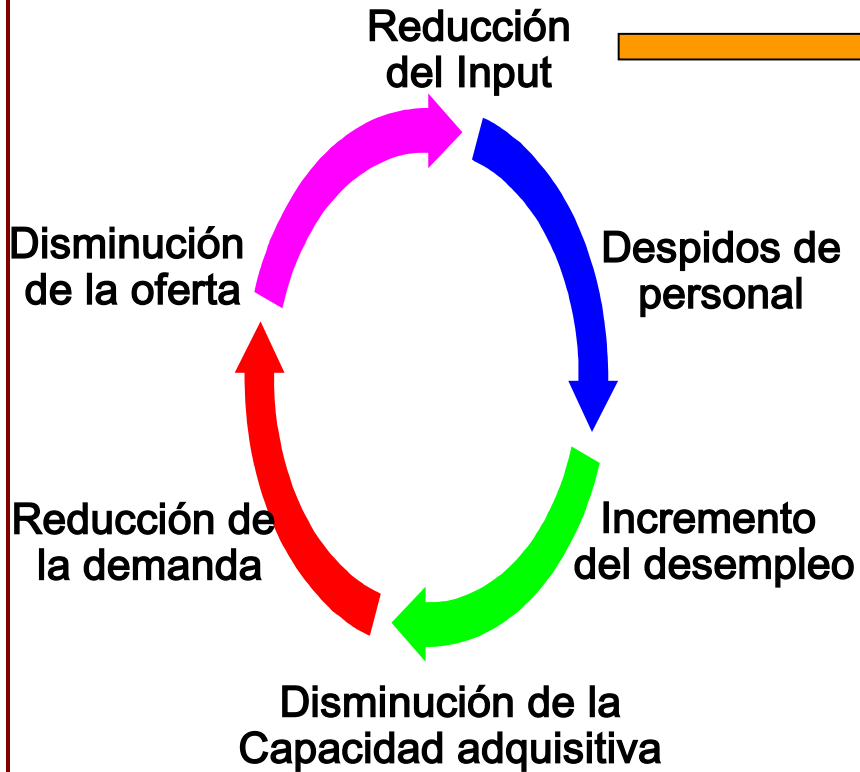 Reducción
del Input
Despidos de
personal
Incremento
del desempleo
Disminución de la
Capacidad adquisitiva
Reducción de
la demanda
Disminución
de la oferta